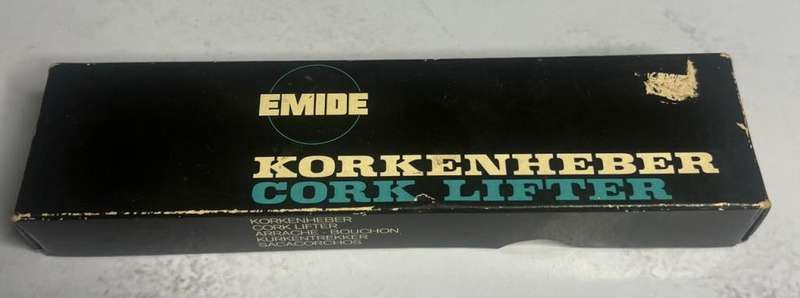 EMIDE
KORKENHEBER
CORK LIFTER
KORKENHEBER
CORK LIFTER
ARRACHE - BOUCHON
KURKENTREKKER
SACACORCHOS